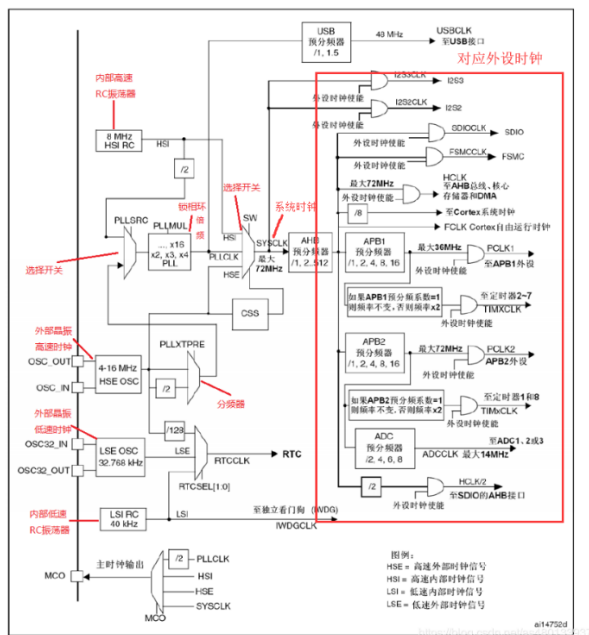 USB
预分频器
/1, 1.5
48 MHz
USBCLK
至USB接口
对应外设时钟
内部高速
RC振荡器
8 MHz
HSI RC
HSI
/2
I2S3CLK
I2S3
外设时钟使能
I2S2CLK
I2S2
外设时钟使能
SDIOCLK
SDIO
外设时钟使能
FSMCCLK
FSMC
外设时钟使能
HCLK
至AHB总线、核心
存储器和DMA
最大72MHz
外设时钟使能
/8
至Cortex系统时钟
FCLK Cortex自由运行时钟
选择开关
锁相环
倍
频
PLLSRC
PLLMUL
..., x16
x2, x3, x4
PLL
选择开关
SW
HSI
PLLCLK
HSE
系统时钟
SYSCLK
最大
72MHz
AHB
预分频器
/1, 2..512
CSS
APB1
预分频器
/1, 2, 4, 8, 16
最大36MHz
PCLK1
至APB1外设
外设时钟使能
如果APB1预分频系数=1
则频率不变，否则频率x2
至定时器2~7
TIMXCLK
外设时钟使能
APB2
预分频器
/1, 2, 4, 8, 16
最大72MHz
PCLK2
APB2外设
外设时钟使能
如果APB2预分频系数=1
则频率不变，否则频率x2
至定时器1和8
TIMxCLK
外设时钟使能
ADC
预分频器
/2, 4, 6, 8
至ADC1、2或3
ADCCLK 最大14MHz
/2
HCLK/2
至SDIO的AHB接口
外设时钟使能
外部晶振
高速时钟
OSC_OUT
OSC_IN
4-16 MHz
HSE OSC
PLLXTPRE
/2
分频器
外部晶振
低速时钟
OSC32_IN
OSC32_OUT
LSE OSC
32.768 kHz
/128
LSE
RTC
RTCCLK
RTCSEL[1:0]
内部低速
RC振荡器
LSI RC
40 kHz
LSI
至独立看门狗 (IWDG)
IWDGCLK
主时钟输出
MCO
/2
PLLCLK
HSI
HSE
SYSCLK
MCO
图例:
HSE = 高速外部时钟信号
HSI = 高速内部时钟信号
LSI = 低速内部时钟信号
LSE = 低速外部时钟信号
ai14752d